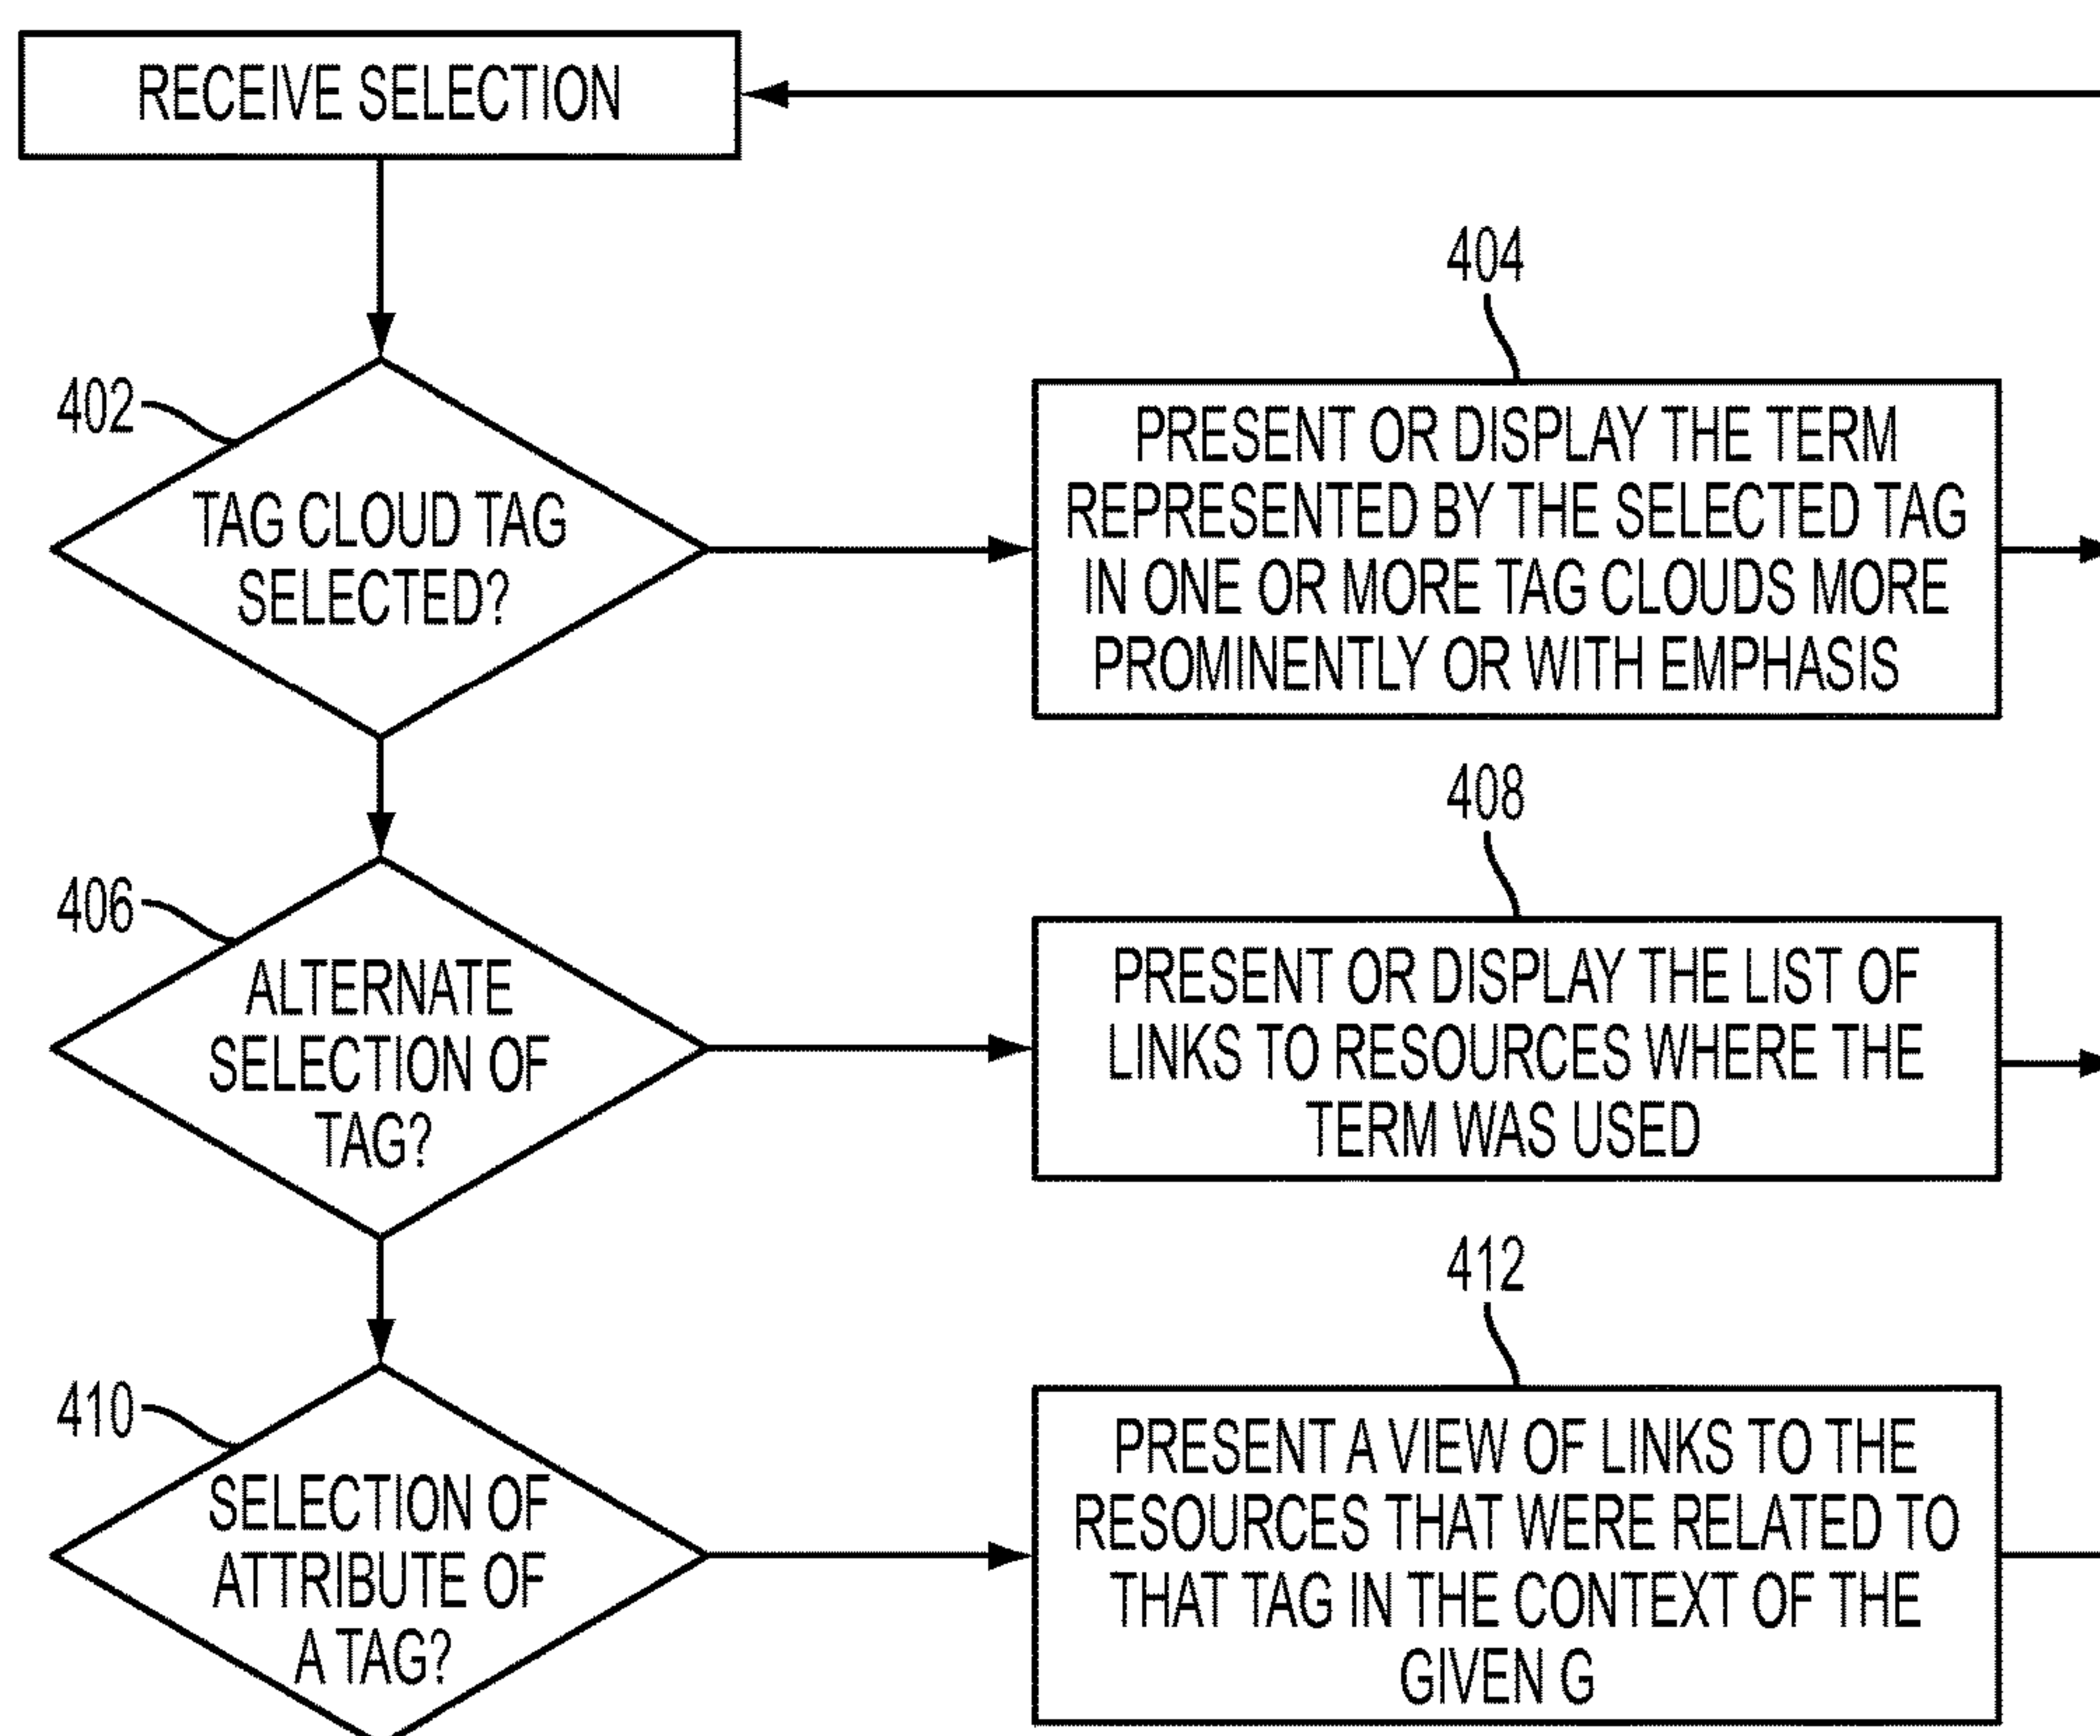 RECEIVE SELECTION
402
TAG CLOUD TAG
SELECTED?
404
PRESENT OR DISPLAY THE TERM
REPRESENTED BY THE SELECTED TAG
IN ONE OR MORE TAG CLOUDS MORE
PROMINENTLY OR WITH EMPHASIS
406
ALTERNATE
SELECTION OF
TAG?
408
PRESENT OR DISPLAY THE LIST OF
LINKS TO RESOURCES WHERE THE
TERM WAS USED
410
SELECTION OF
ATTRIBUTE OF
A TAG?
412
PRESENT A VIEW OF LINKS TO THE
RESOURCES THAT WERE RELATED TO
THAT TAG IN THE CONTEXT OF THE
GIVEN G